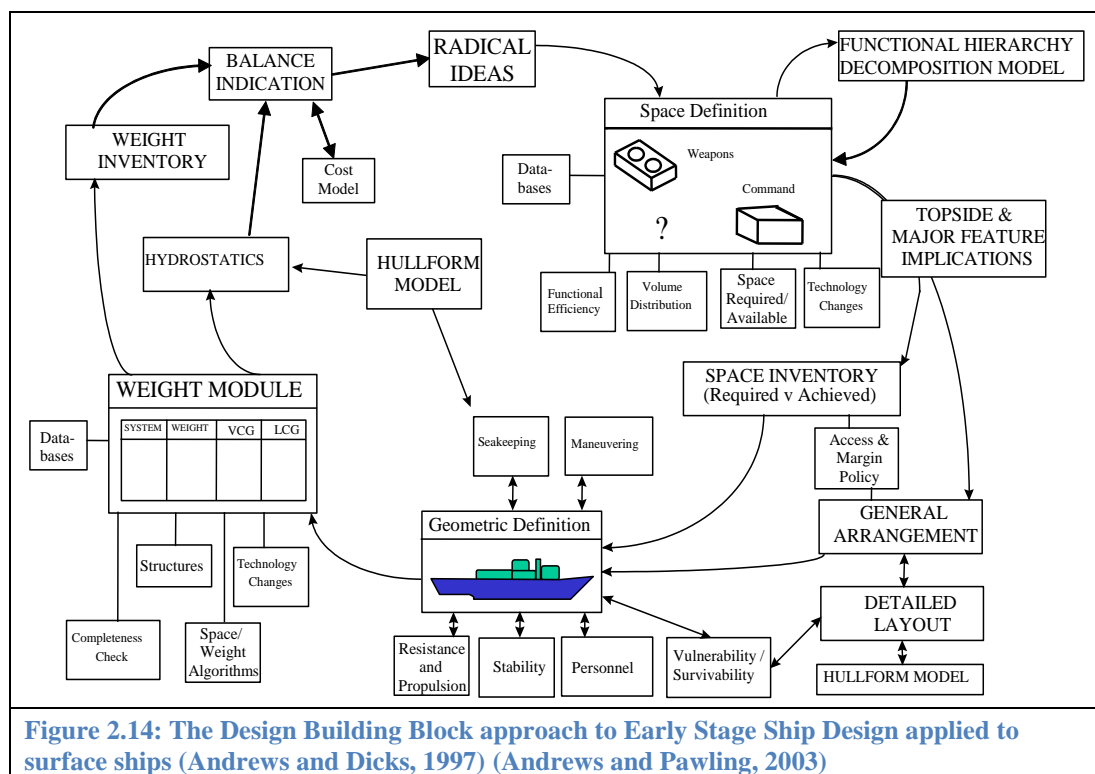 RADICAL
IDEAS
FUNCTIONAL HIERARCHY
DECOMPOSITION MODEL
BALANCE
INDICATION
Space Definition
WEIGHT
INVENTORY
Cost
Model
Data-
bases
Weapons
Command
?
TOPSIDE &
MAJOR FEATURE
IMPLICATIONS
HYDROSTATICS
HULLFORM
MODEL
Functional
Efficiency
Volume
Distribution
Space
Required/
Available
Technology
Changes
WEIGHT MODULE
SYSTEM WEIGHT VCG LCG
Data-
bases
SPACE INVENTORY
(Required v Achieved)
Seakeeping
Maneuvering
Access &
Margin
Policy
Geometric Definition
GENERAL
ARRANGEMENT
Structures
Technology
Changes
Completeness
Check
Space/
Weight
Algorithms
DETAILED
LAYOUT
Resistance
and
Propulsion
Stability
Personnel
Vulnerability /
Survivability
HULLFORM MODEL
Figure 2.14: The Design Building Block approach to Early Stage Ship Design applied to
surface ships (Andrews and Dicks, 1997) (Andrews and Pawling, 2003)